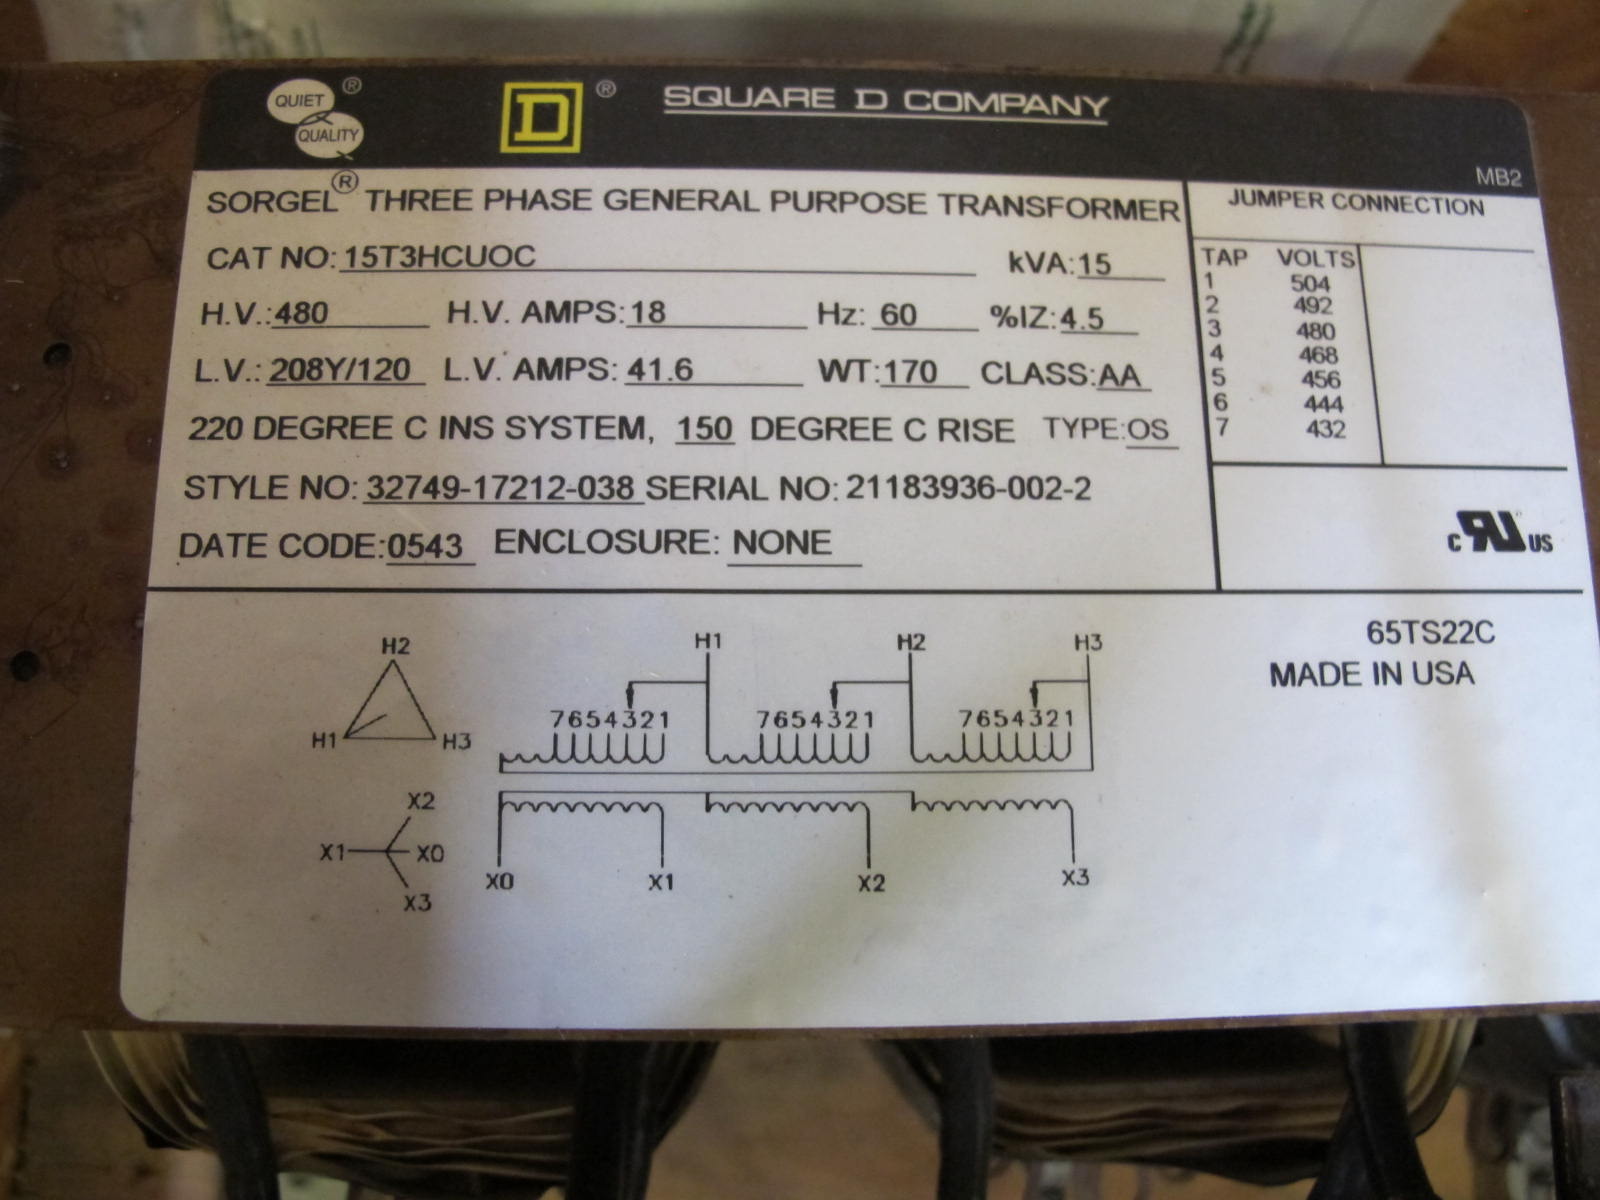 QUIET ®
QUALITY
D ®
SQUARE D COMPANY
MB2
SORGEL® THREE PHASE GENERAL PURPOSE TRANSFORMER
CAT NO: 15T3HCUOC kVA: 15
H.V.: 480 H.V. AMPS: 18 Hz: 60 %IZ: 4.5
L.V.: 208Y/120 L.V. AMPS: 41.6 WT: 170 CLASS: AA
220 DEGREE C INS SYSTEM, 150 DEGREE C RISE TYPE: OS
STYLE NO: 32749-17212-038 SERIAL NO: 21183936-002-2
DATE CODE: 0543 ENCLOSURE: NONE
JUMPER CONNECTION
TAP VOLTS
1 504
2 492
3 480
4 468
5 456
6 444
7 432
C RU US
65TS22C
MADE IN USA
H2
H1 H3
H1 H2 H3
7654321 7654321 7654321
X2
X1 X0
X3
X0 X1 X2 X3